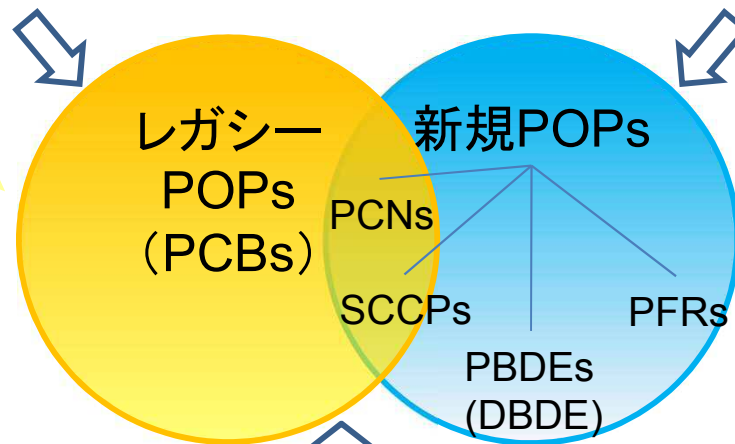 レガシー
POPs
（PCBs）
新規POPs
PCNs
SCCPs
PFRs
PBDEs
(DBDE)